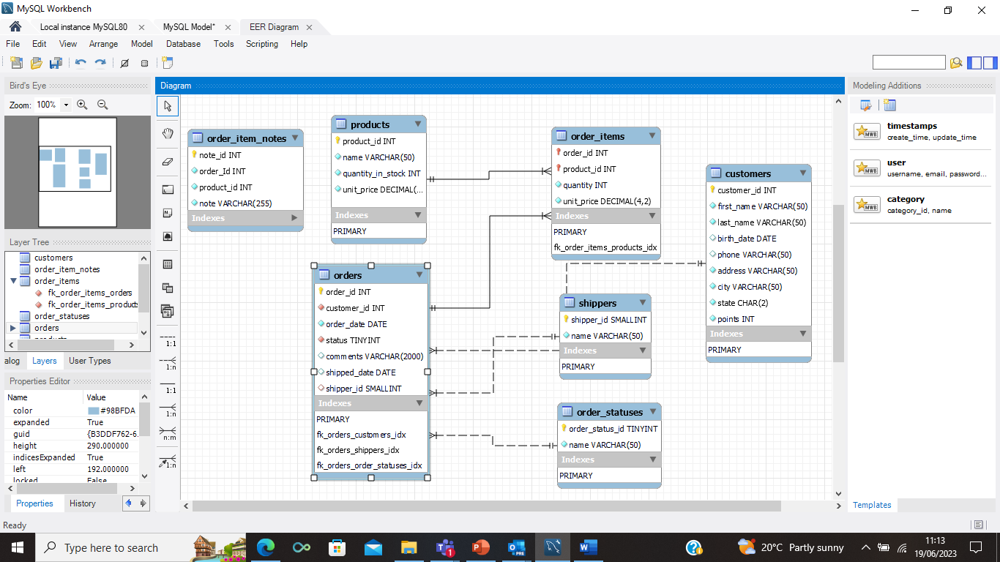 MySQL Workbench
Local instance MySQL80
MySQL Model*
EER Diagram
File Edit View Arrange Model Database Tools Scripting Help
Bird's Eye
Zoom: 100%
Layer Tree
customers
order_item_notes
order_items
fk_order_items_orders
fk_order_items_products
order_statuses
orders
alog Layers User Types
Properties Editor
Name Value
color #98BFDA
expanded True
guid {B3DDF762-6...
height 290.000000
indicesExpanded True
left 192.000000
locked False
Properties History
Ready
Diagram
1:1
1:n
1:1
1:n
n:m
1:n
order_item_notes
note_id INT
order_Id INT
product_id INT
note VARCHAR(255)
Indexes
products
product_id INT
name VARCHAR(50)
quantity_in_stock INT
unit_price DECIMAL(...
Indexes
PRIMARY
orders
order_id INT
customer_id INT
order_date DATE
status TINYINT
comments VARCHAR(2000)
shipped_date DATE
shipper_id SMALLINT
Indexes
PRIMARY
fk_orders_customers_idx
fk_orders_shippers_idx
fk_orders_order_statuses_idx
order_items
order_id INT
product_id INT
quantity INT
unit_price DECIMAL(4,2)
Indexes
PRIMARY
fk_order_items_products_idx
shippers
shipper_id SMALLINT
name VARCHAR(50)
Indexes
PRIMARY
order_statuses
order_status_id TINYINT
name VARCHAR(50)
Indexes
PRIMARY
customers
customer_id INT
first_name VARCHAR(50)
last_name VARCHAR(50)
birth_date DATE
phone VARCHAR(50)
address VARCHAR(50)
city VARCHAR(50)
state CHAR(2)
points INT
Indexes
PRIMARY
Modeling Additions
MWB
timestamps
create_time, update_time
MWB
user
username, email, password...
MWB
category
category_id, name
Templates
Type here to search
1
PRE
20°C Partly sunny
11:13
19/06/2023